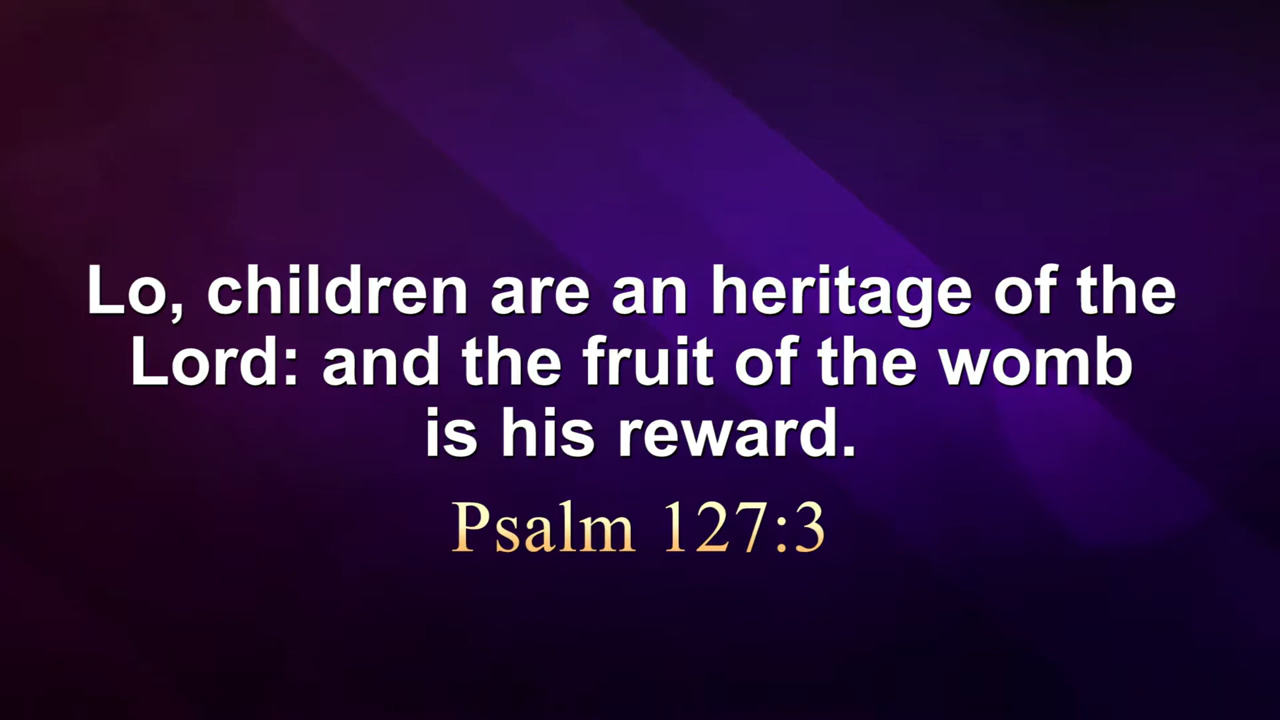 Lo, children are an heritage of the
Lord: and the fruit of the womb
is his reward.
Psalm 127:3